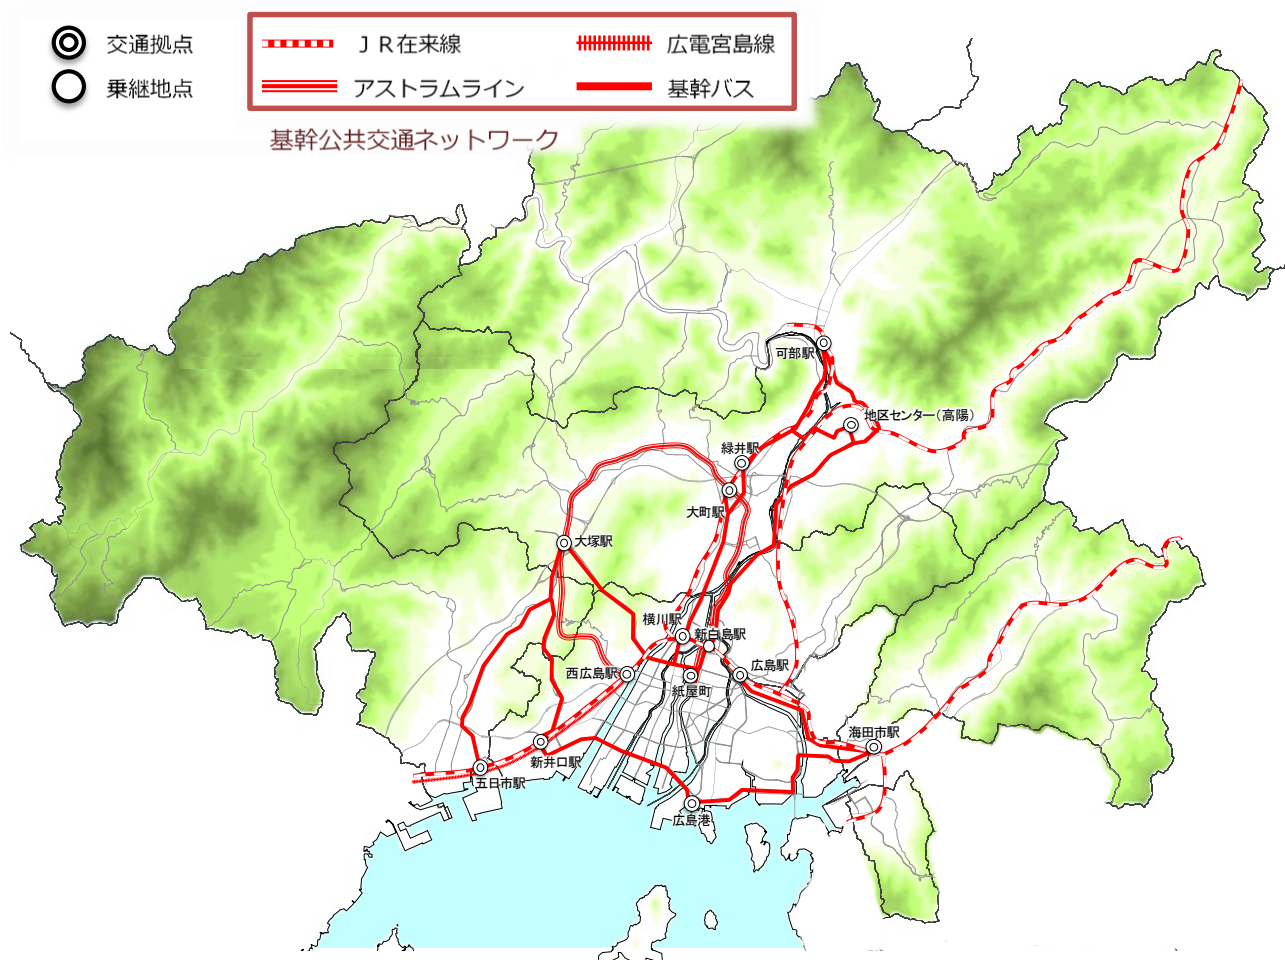 交通拠点
乗継地点
ＪＲ在来線
広電宮島線
アストラムライン
基幹バス
基幹公共交通ネットワーク
可部駅
地区センター(高陽)
緑井駅
大町駅
大塚駅
横川駅
新白島駅
西広島駅
広島駅
紙屋町
海田市駅
新井口駅
五日市駅
広島港